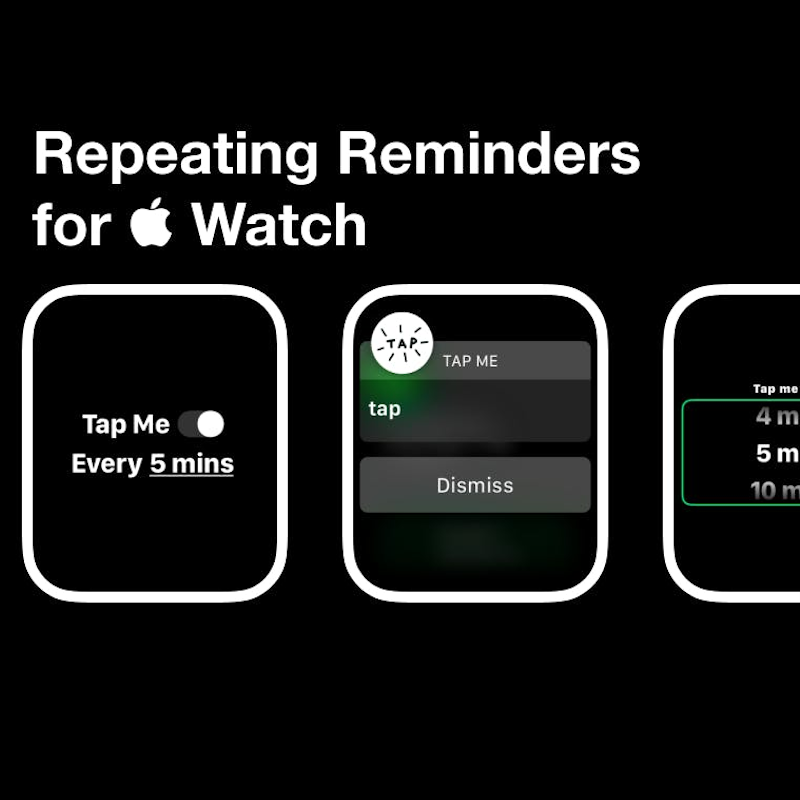 Repeating Reminders
for  Watch
Tap Me
Every 5 mins
TAP
TAP ME
tap
Dismiss
Tap me
4 m
5 m
10 m